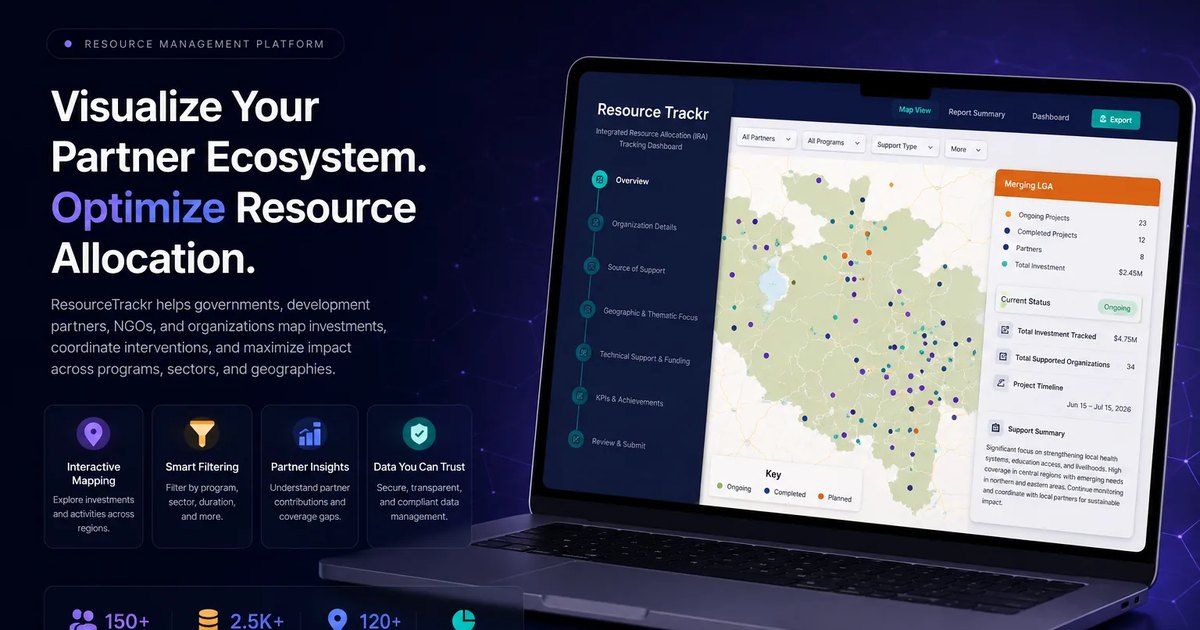 RESOURCE MANAGEMENT PLATFORM
Visualize Your
Partner Ecosystem.
Optimize Resource
Allocation.
ResourceTrackr helps governments, development
partners, NGOs, and organizations map investments,
coordinate interventions, and maximize impact
across programs, sectors, and geographies.
Interactive
Mapping
Explore investments
and activities across
regions.
Smart Filtering
Filter by program,
sector, duration,
and more.
Partner Insights
Understand partner
contributions and
coverage gaps.
Data You Can Trust
Secure, transparent,
and compliant data
management.
150+
2.5K+
120+
Resource Trackr
Integrated Resource Allocation (IRA)
Tracking Dashboard
Overview
Organization Details
Source of Support
Geographic & Thematic Focus
Technical Support & Funding
KPIs & Achievements
Review & Submit
Map View
Report Summary
Dashboard
Export
All Partners
All Programs
Support Type
More
Key
Ongoing
Completed
Planned
Merging LGA
Ongoing Projects 23
Completed Projects 12
Partners 8
Total Investment $2.45M
Current Status Ongoing
Total Investment Tracked $4.75M
Total Supported Organizations 34
Project Timeline
Jun 15 – Jul 15, 2026
Support Summary
Significant focus on strengthening local health
systems, education access, and livelihoods. High
coverage in central regions with emerging needs
in northern and eastern areas. Continue monitoring
and coordinate with local partners for sustainable
impact.